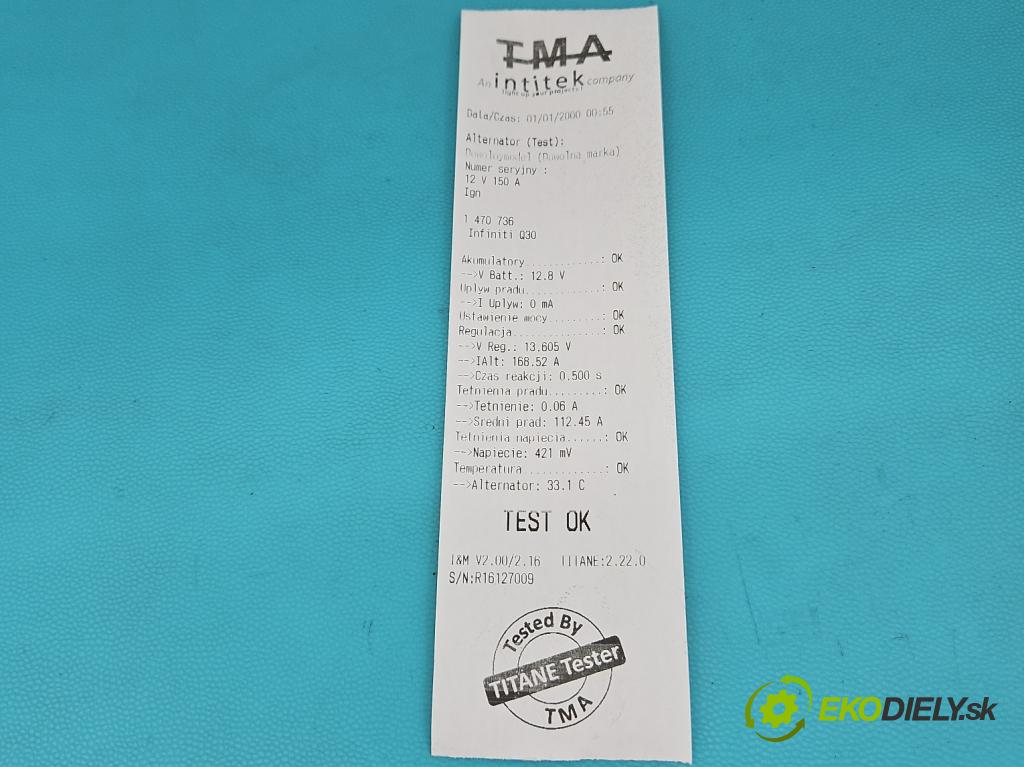 TMA
An intitek company
light up your projects!
Data/Czas: 01/01/2000 00:55
Alternator (Test):
Dowolnymodel (Dowolna marka)
Numer seryjny :
12 V 150 A
Ign
1 470 736
Infiniti Q30
Akumulatory............: OK
-->V Batt.: 12.8 V
Uplyw pradu............: OK
-->I Uplyw: 0 mA
Ustawienie mocy........: OK
Regulacja..............: OK
-->V Reg.: 13.605 V
-->IAlt: 168.52 A
-->Czas reakcji: 0.500 s
Tetnienia pradu........: OK
-->Tetnienie: 0.06 A
-->Sredni prad: 112.45 A
Tetnienia napiecia......: OK
-->Napiecie: 421 mV
Temperatura............: OK
-->Alternator: 33.1 C
TEST OK
I&M V2.00/2.16 TITANE:2.22.0
S/N:R16127009
Tested By
TITANE Tester
TMA
EKODIELY.sk